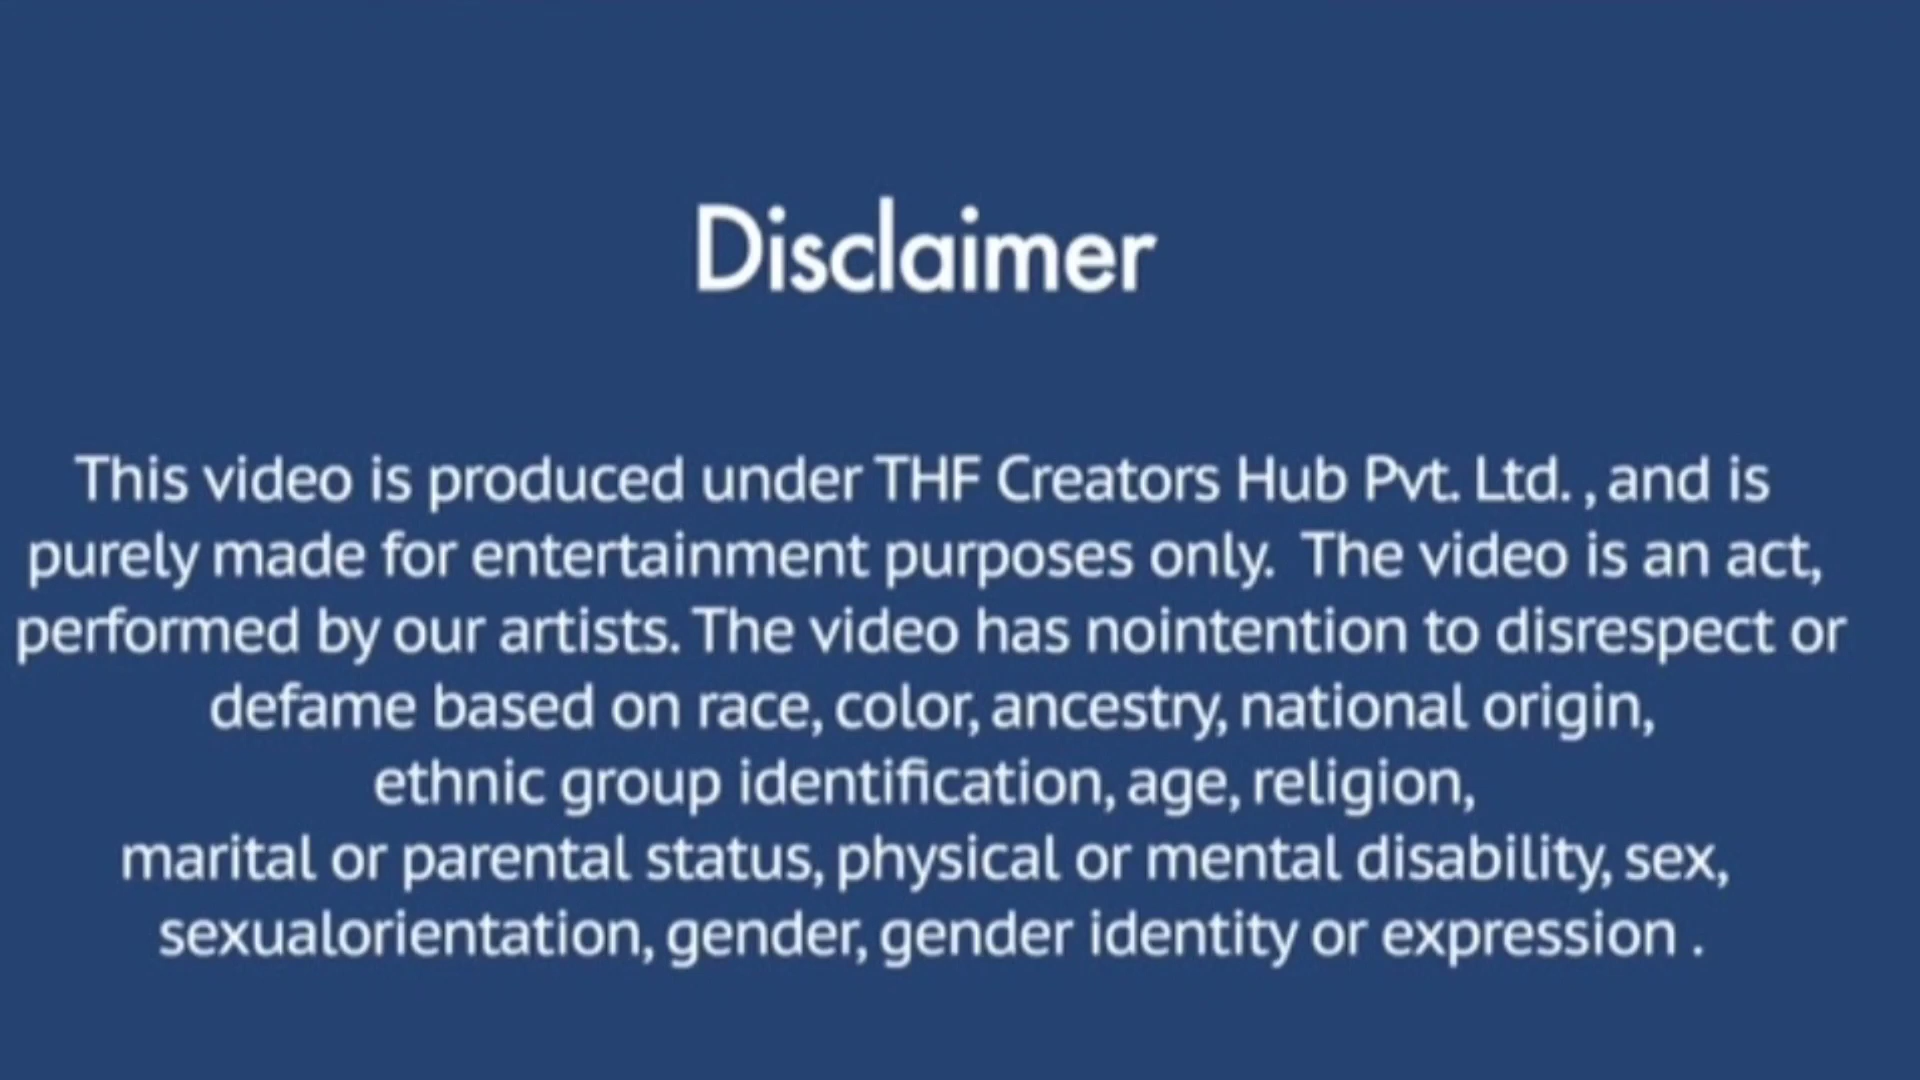 Disclaimer
This video is produced under THF Creators Hub Pvt. Ltd. , and is
purely made for entertainment purposes only. The video is an act,
performed by our artists. The video has nointention to disrespect or
defame based on race, color, ancestry, national origin,
ethnic group identification, age, religion,
marital or parental status, physical or mental disability, sex,
sexualorientation, gender, gender identity or expression .